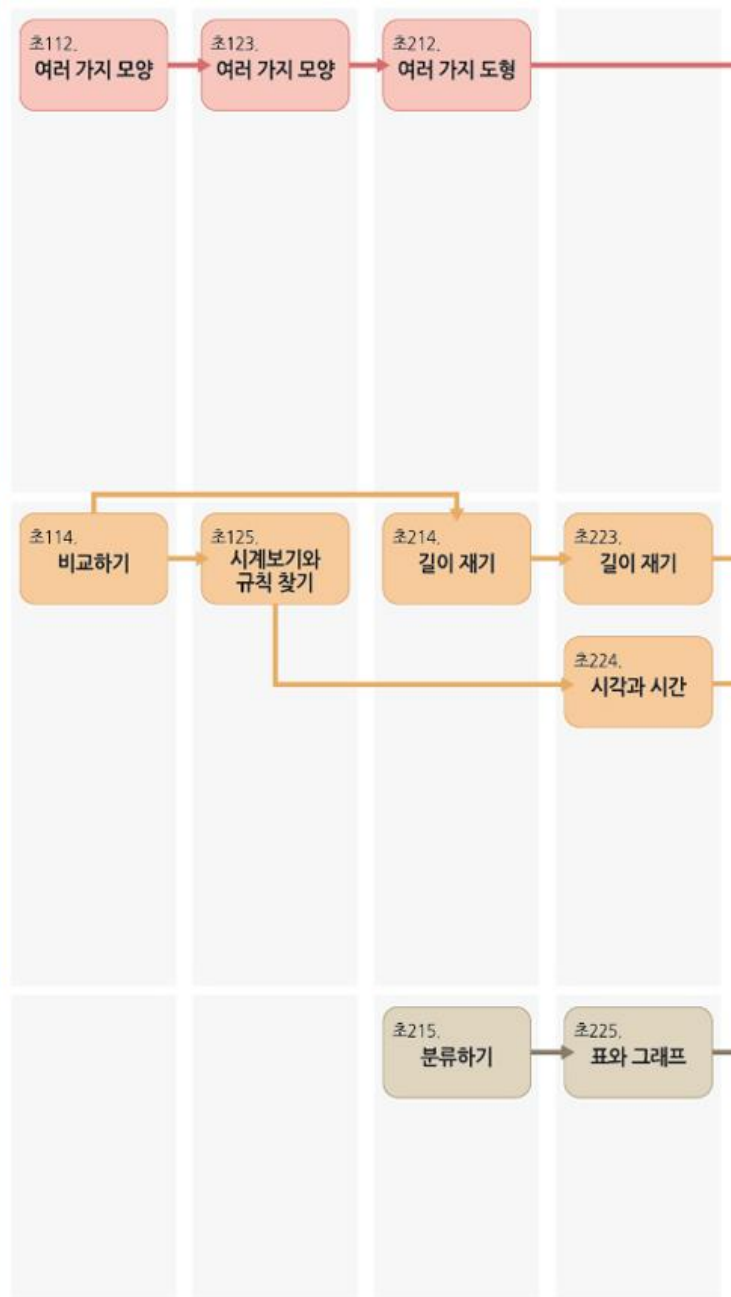 초112.
여러 가지 모양
초123.
여러 가지 모양
초212.
여러 가지 도형
초114.
비교하기
초125.
시계보기와
규칙 찾기
초214.
길이 재기
초223.
길이 재기
초224.
시각과 시간
초215.
분류하기
초225.
표와 그래프